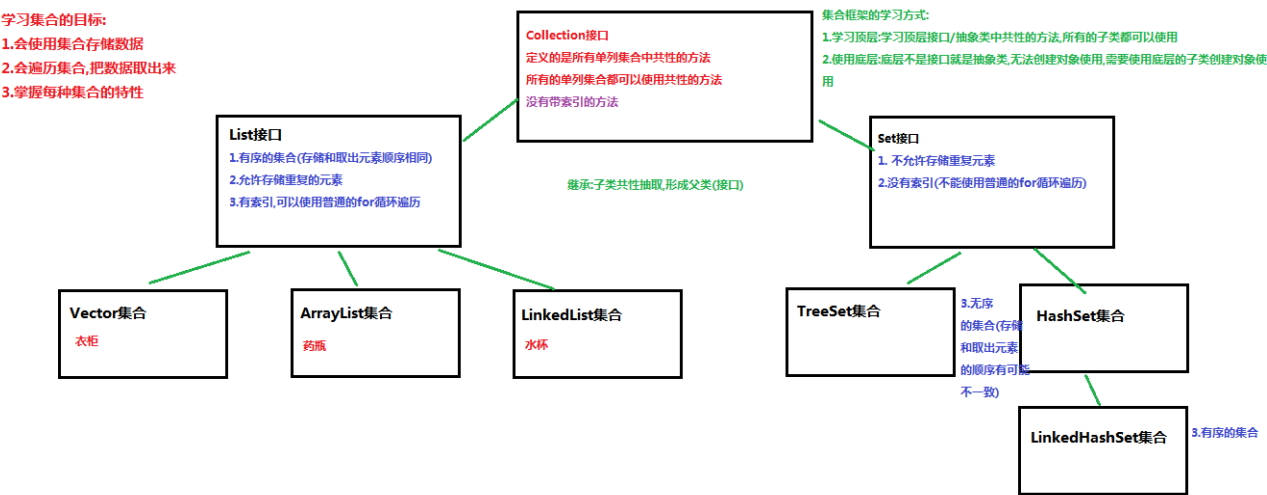 学习集合的目标:
1.会使用集合存储数据
2.会遍历集合,把数据取出来
3.掌握每种集合的特性
Collection接口
定义的是所有单列集合中共性的方法
所有的单列集合都可以使用共性的方法
没有带索引的方法
集合框架的学习方式:
1.学习顶层:学习顶层接口/抽象类中共性的方法,所有的子类都可以使用
2.使用底层:底层不是接口就是抽象类,无法创建对象使用,需要使用底层的子类创建对象使
用
List接口
1.有序的集合(存储和取出元素顺序相同)
2.允许存储重复的元素
3.有索引,可以使用普通的for循环遍历
继承:子类共性抽取,形成父类(接口)
Set接口
1. 不允许存储重复元素
2.没有索引(不能使用普通的for循环遍历)
Vector集合
衣柜
ArrayList集合
药瓶
LinkedList集合
水杯
TreeSet集合
3.无序
的集合(存储
和取出元素
的顺序有可能
不一致)
HashSet集合
LinkedHashSet集合
3.有序的集合